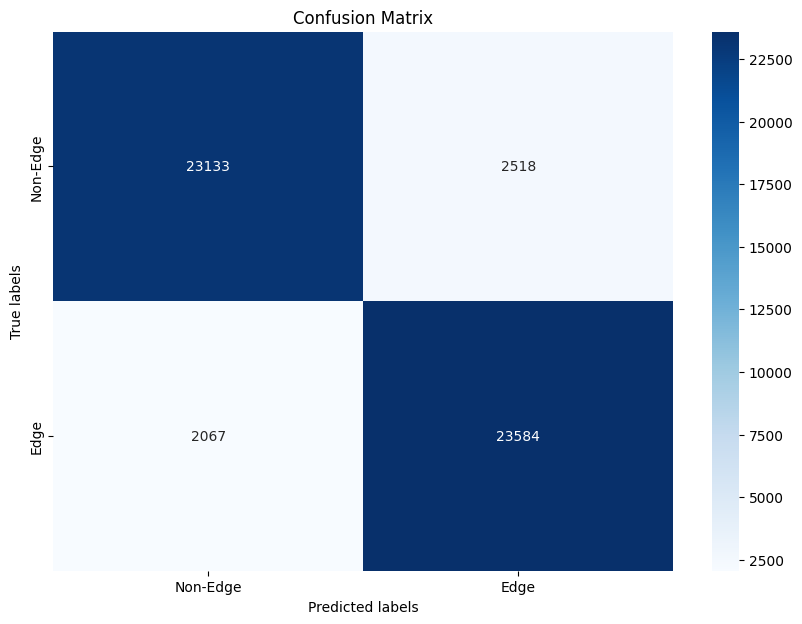 Confusion Matrix
True labels
Non-Edge
Edge
23133
2518
2067
23584
Non-Edge
Edge
Predicted labels
22500
20000
17500
15000
12500
10000
7500
5000
2500